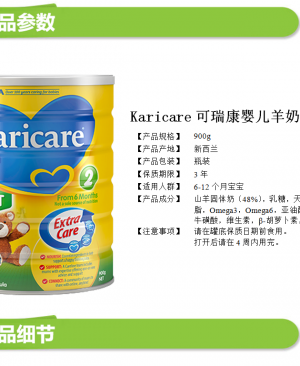 品参数
Karicare 可瑞康婴儿羊奶
【产品规格】 900g
【产品产地】 新西兰
【产品包装】 瓶装
【保质期限】 3 年
【适用人群】 6-12 个月宝宝
【产品成分】 山羊固体奶（48%），乳糖，天
脂，Omega3，Omega6，亚油酸
牛磺酸，维生素，β-胡萝卜素，
【注意事项】 请在罐底保质日期前食用。
打开后请在 4 周内用完。
aricare
2
From 6 Months
Extra
Care
900g
品细节